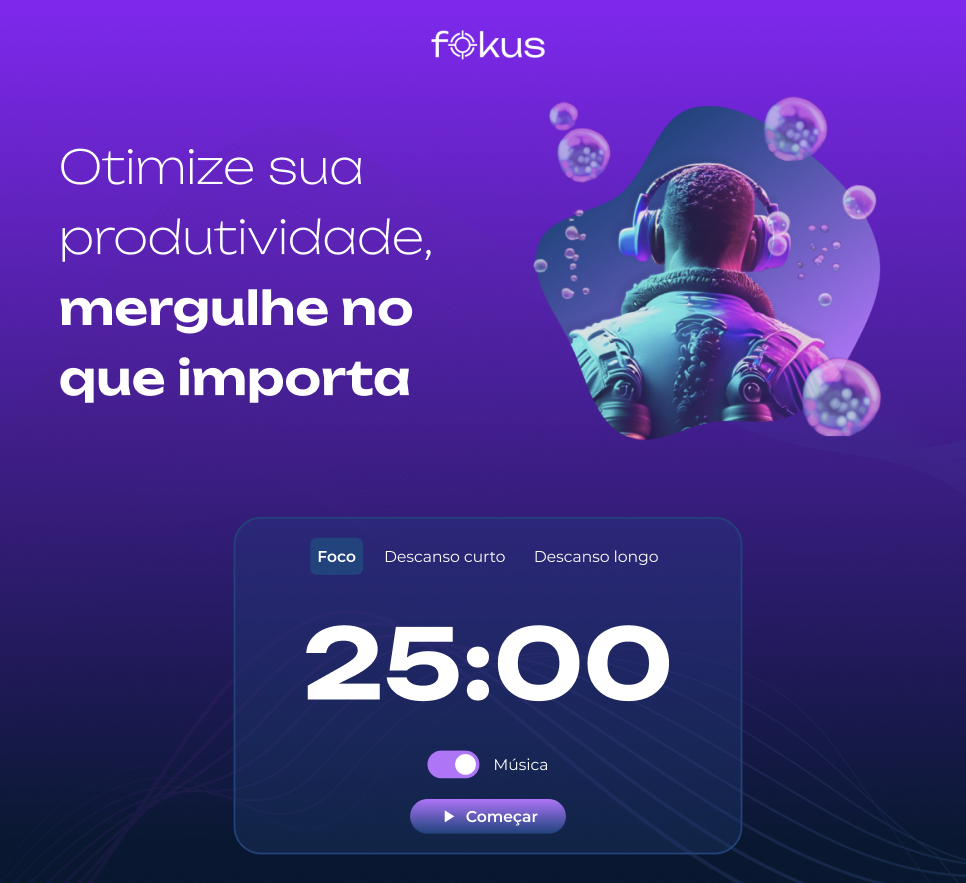 fokus
Otimize sua
produtividade,
mergulhe no
que importa
Foco Descanso curto Descanso longo
25:00
Música
Começar